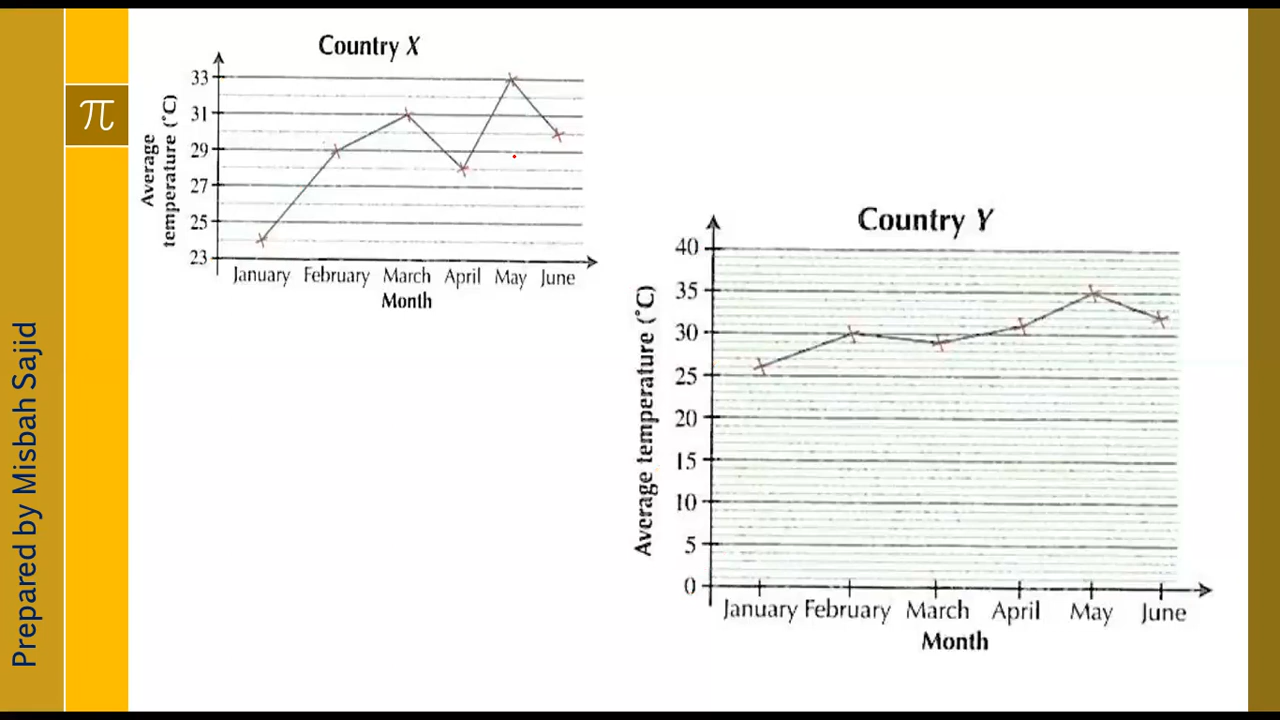 π
Prepared by Misbah Sajid
Country X
Average
temperature (°C)
33
31
29
27
25
23
January February March April May June
Month
Country Y
Average temperature (°C)
40
35
30
25
20
15
10
5
0
January February March April May June
Month